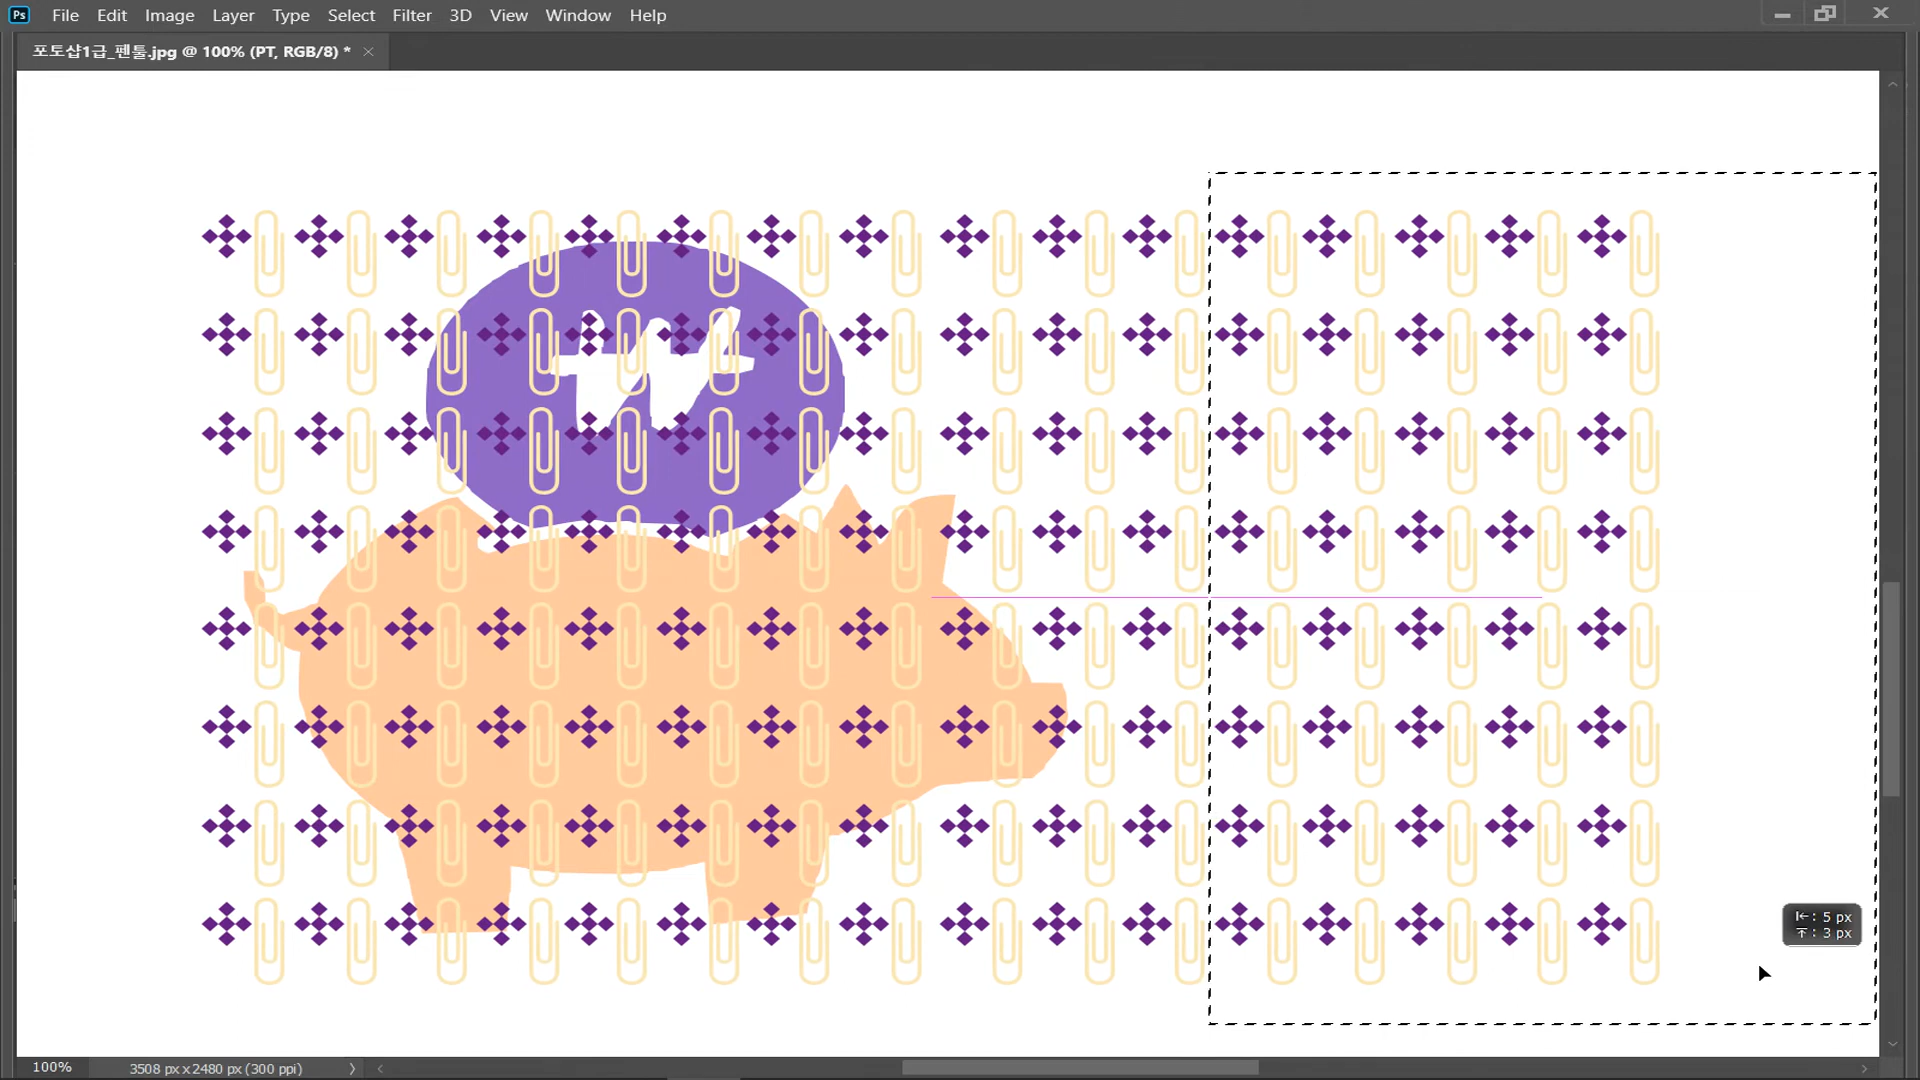 Ps File Edit Image Layer Type Select Filter 3D View Window Help
포토샵1급_펜툴.jpg @ 100% (PT, RGB/8) *
₩
5 px
3 px
100% 3508 px x 2480 px (300 ppi)